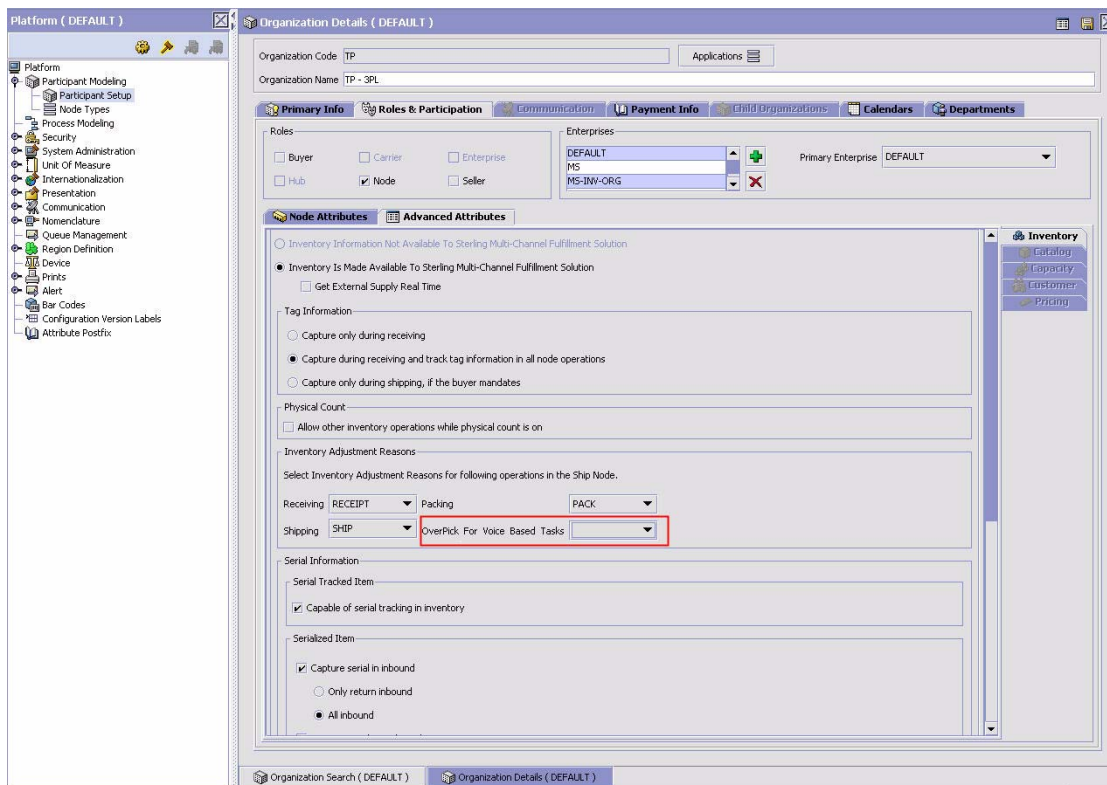 Platform ( DEFAULT )
Platform
Participant Modeling
Participant Setup
Node Types
Process Modeling
Security
System Administration
Unit Of Measure
Internationalization
Presentation
Communication
Nomenclature
Queue Management
Region Definition
Device
Prints
Alert
Bar Codes
Configuration Version Labels
Attribute Postfix
Organization Details ( DEFAULT )
Organization Code TP Applications
Organization Name TP - 3PL
Primary Info Roles & Participation Communication Payment Info Child Organizations Calendars Departments
Roles Enterprises
Buyer Carrier Enterprise
Hub Node Seller
DEFAULT
MS
MS-INV-ORG
Primary Enterprise DEFAULT
Node Attributes Advanced Attributes
Inventory Information Not Available To Sterling Multi-Channel Fulfillment Solution
Inventory Is Made Available To Sterling Multi-Channel Fulfillment Solution
Get External Supply Real Time
Tag Information
Capture only during receiving
Capture during receiving and track tag information in all node operations
Capture only during shipping, if the buyer mandates
Physical Count
Allow other inventory operations while physical count is on
Inventory Adjustment Reasons
Select Inventory Adjustment Reasons for following operations in the Ship Node.
Receiving RECEIPT Packing PACK
Shipping SHIP OverPick For Voice Based Tasks
Serial Information
Serial Tracked Item
Capable of serial tracking in inventory
Serialized Item
Capture serial in inbound
Only return inbound
All inbound
Inventory
Catalog
Capacity
Customer
Pricing
Organization Search ( DEFAULT ) Organization Details ( DEFAULT )